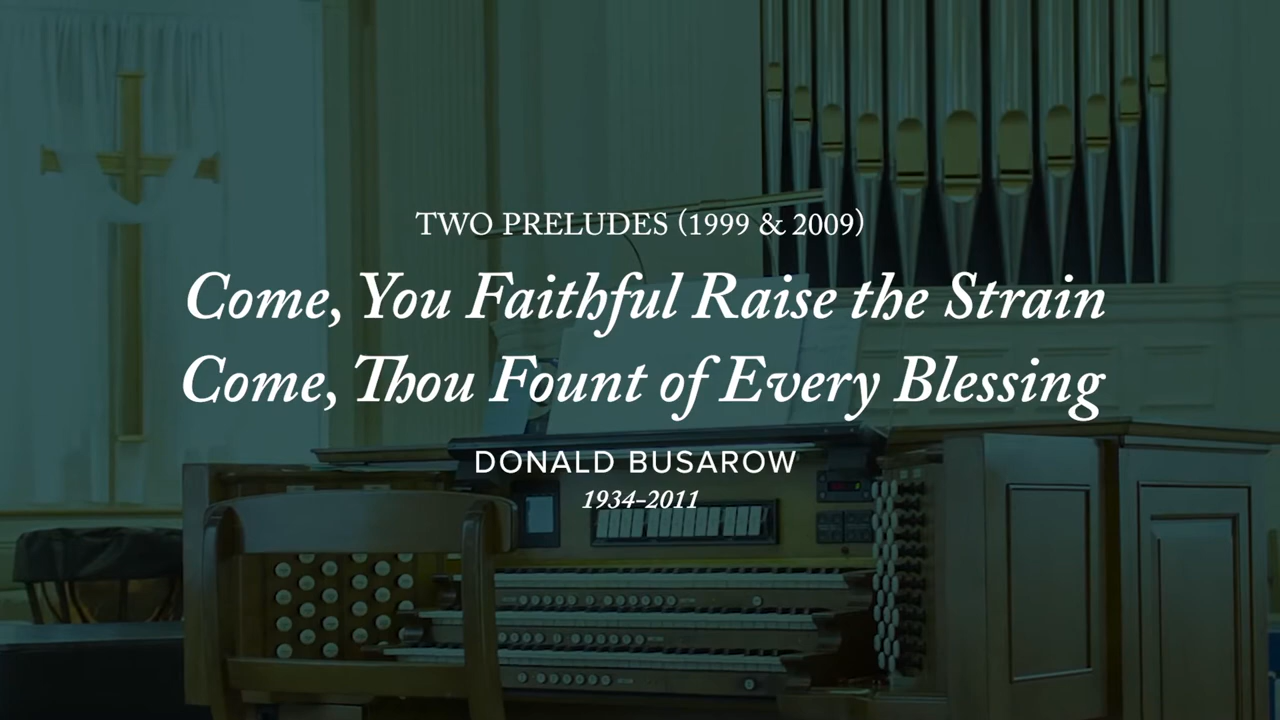 TWO PRELUDES (1999 & 2009)
Come, You Faithful Raise the Strain
Come, Thou Fount of Every Blessing
DONALD BUSAROW
1934-2011